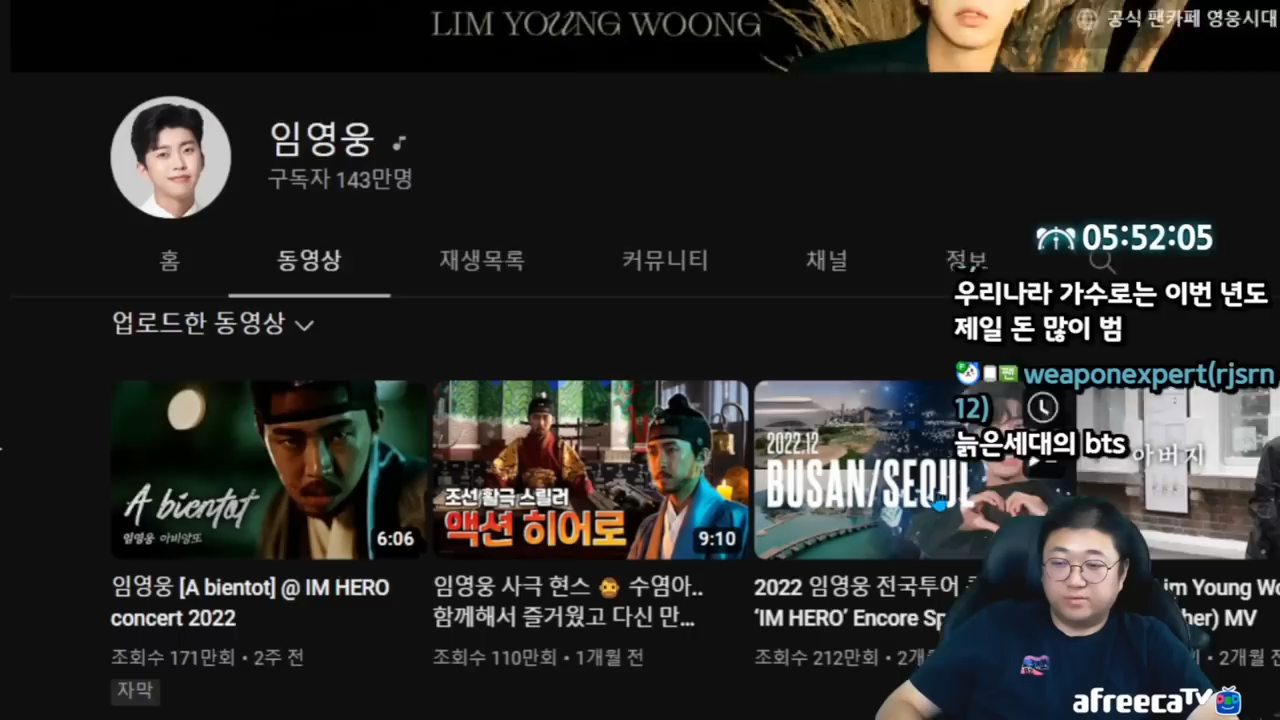 LIM YOUNG WOONG
공식 팬카페 영웅시대
임영웅
구독자 143만명
홈
동영상
재생목록
커뮤니티
채널
정보
05:52:05
업로드한 동영상
우리나라 가수로는 이번 년도
제일 돈 많이 범
weaponexpert(rjsrn
12)
늙은세대의 bts
A bientot
임영웅 아비앙또
6:06
조선 활극 스릴러
액션 히어로
9:10
2022.12
BUSAN/SEOUL
아버지
임영웅 [A bientot] @ IM HERO
concert 2022
조회수 171만회 • 2주 전
자막
임영웅 사극 현스 수염아..
함께해서 즐거웠고 다신 만...
조회수 110만회 • 1개월 전
2022 임영웅 전국투어
'IM HERO' Encore
조회수 212만회 • 2개
Young
MV
• 2개월 전
afreecaTV